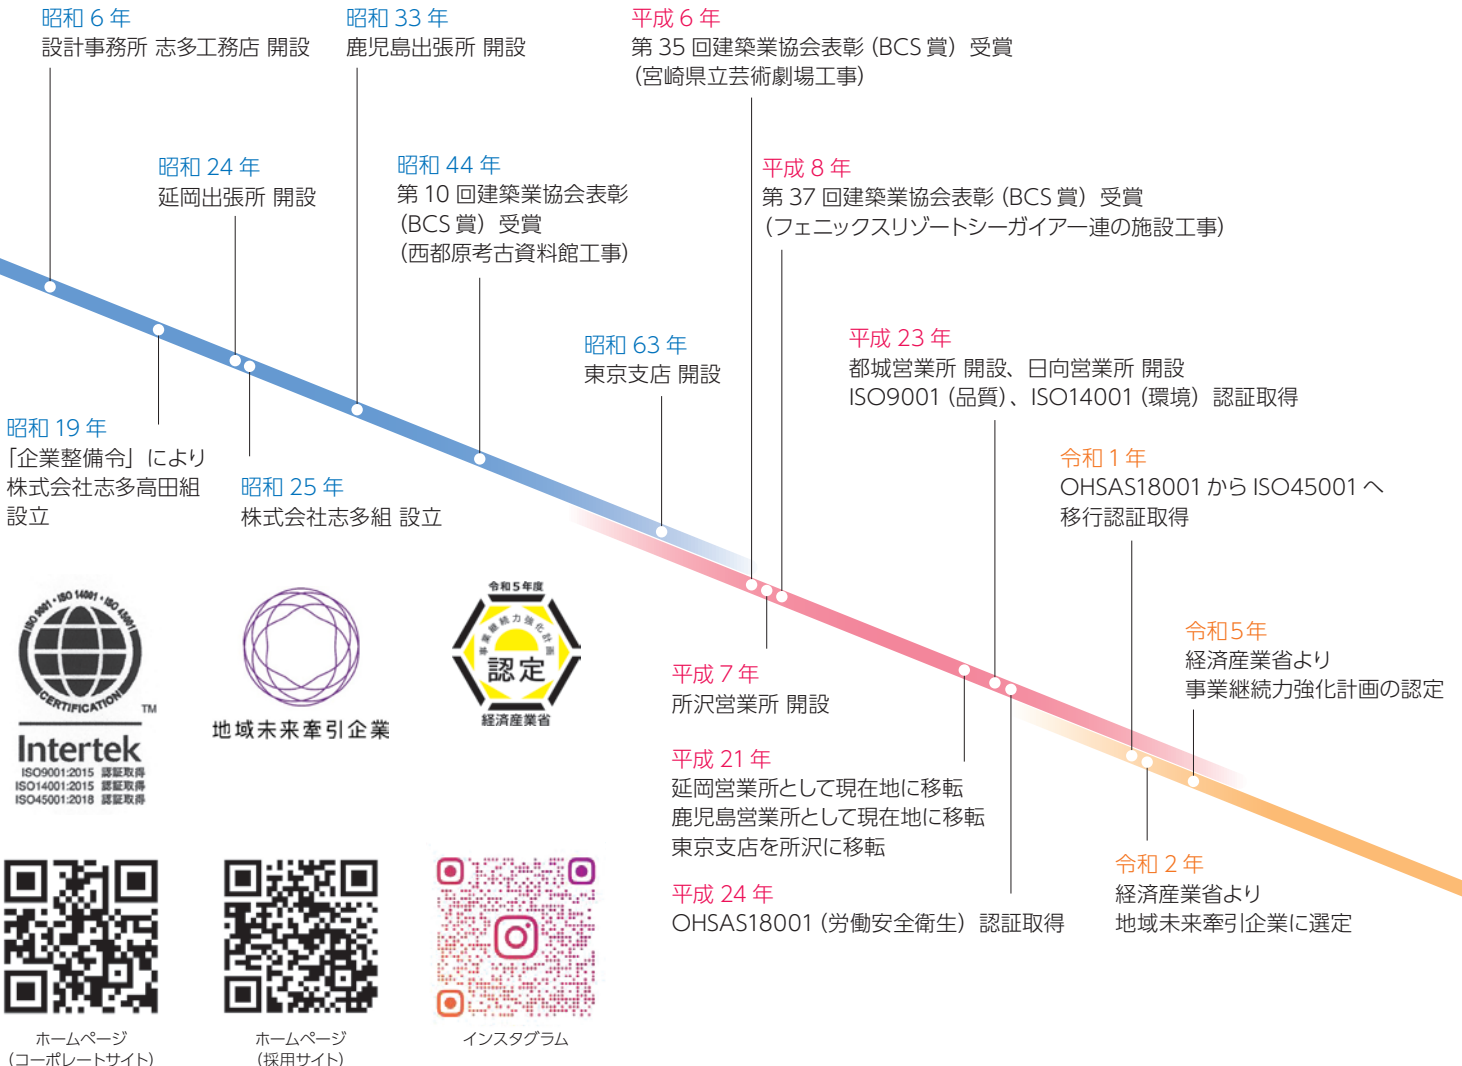 昭和 6 年
設計事務所 志多工務店 開設
昭和 33 年
鹿児島出張所 開設
平成 6 年
第 35 回建築業協会表彰 (BCS 賞) 受賞
(宮崎県立芸術劇場工事)
昭和 24 年
延岡出張所 開設
昭和 44 年
第 10 回建築業協会表彰
(BCS 賞) 受賞
(西都原考古資料館工事)
平成 8 年
第 37 回建築業協会表彰 (BCS 賞) 受賞
(フェニックスリゾートシーガイアー連の施設工事)
昭和 63 年
東京支店 開設
平成 23 年
都城営業所 開設、日向営業所 開設
ISO9001 (品質)、ISO14001 (環境) 認証取得
昭和 19 年
「企業整備令」により
株式会社志多高田組
設立
昭和 25 年
株式会社志多組 設立
令和 1 年
OHSAS18001 から ISO45001 へ
移行認証取得
令和5年
経済産業省より
事業継続力強化計画の認定
平成 7 年
所沢営業所 開設
平成 21 年
延岡営業所として現在地に移転
鹿児島営業所として現在地に移転
東京支店を所沢に移転
平成 24 年
OHSAS18001 (労働安全衛生) 認証取得
令和 2 年
経済産業省より
地域未来牽引企業に選定
ISO 9001・ISO 14001・ISO 45001
CERTIFICATION
TM
Intertek
ISO9001:2015 認証取得
ISO14001:2015 認証取得
ISO45001:2018 認証取得
地域未来牽引企業
令和5年度
事業継続力強化計画
認定
経済産業省
ホームページ
(コーポレートサイト)
ホームページ
(採用サイト)
インスタグラム